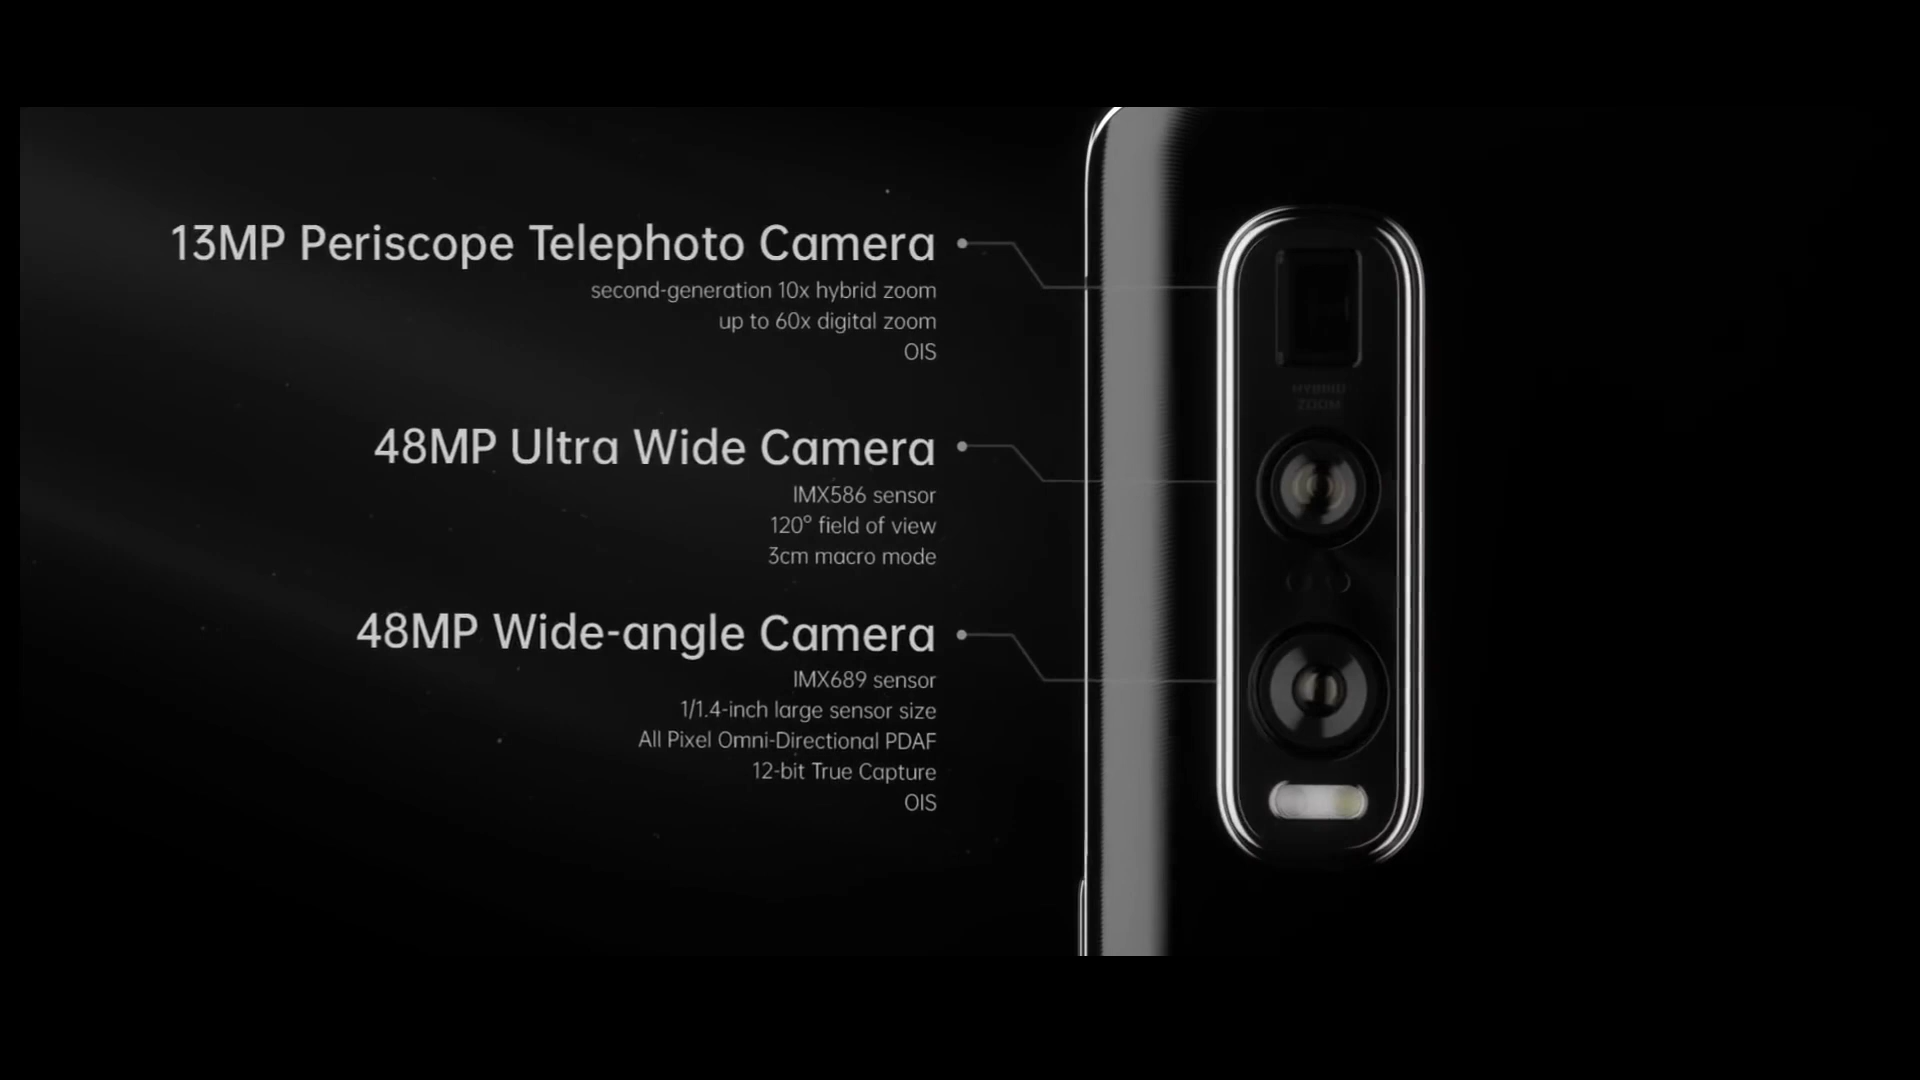 13MP Periscope Telephoto Camera
second-generation 10x hybrid zoom
up to 60x digital zoom
OIS
48MP Ultra Wide Camera
IMX586 sensor
120° field of view
3cm macro mode
48MP Wide-angle Camera
IMX689 sensor
1/1.4-inch large sensor size
All Pixel Omni-Directional PDAF
12-bit True Capture
OIS
HYBRID
ZOOM